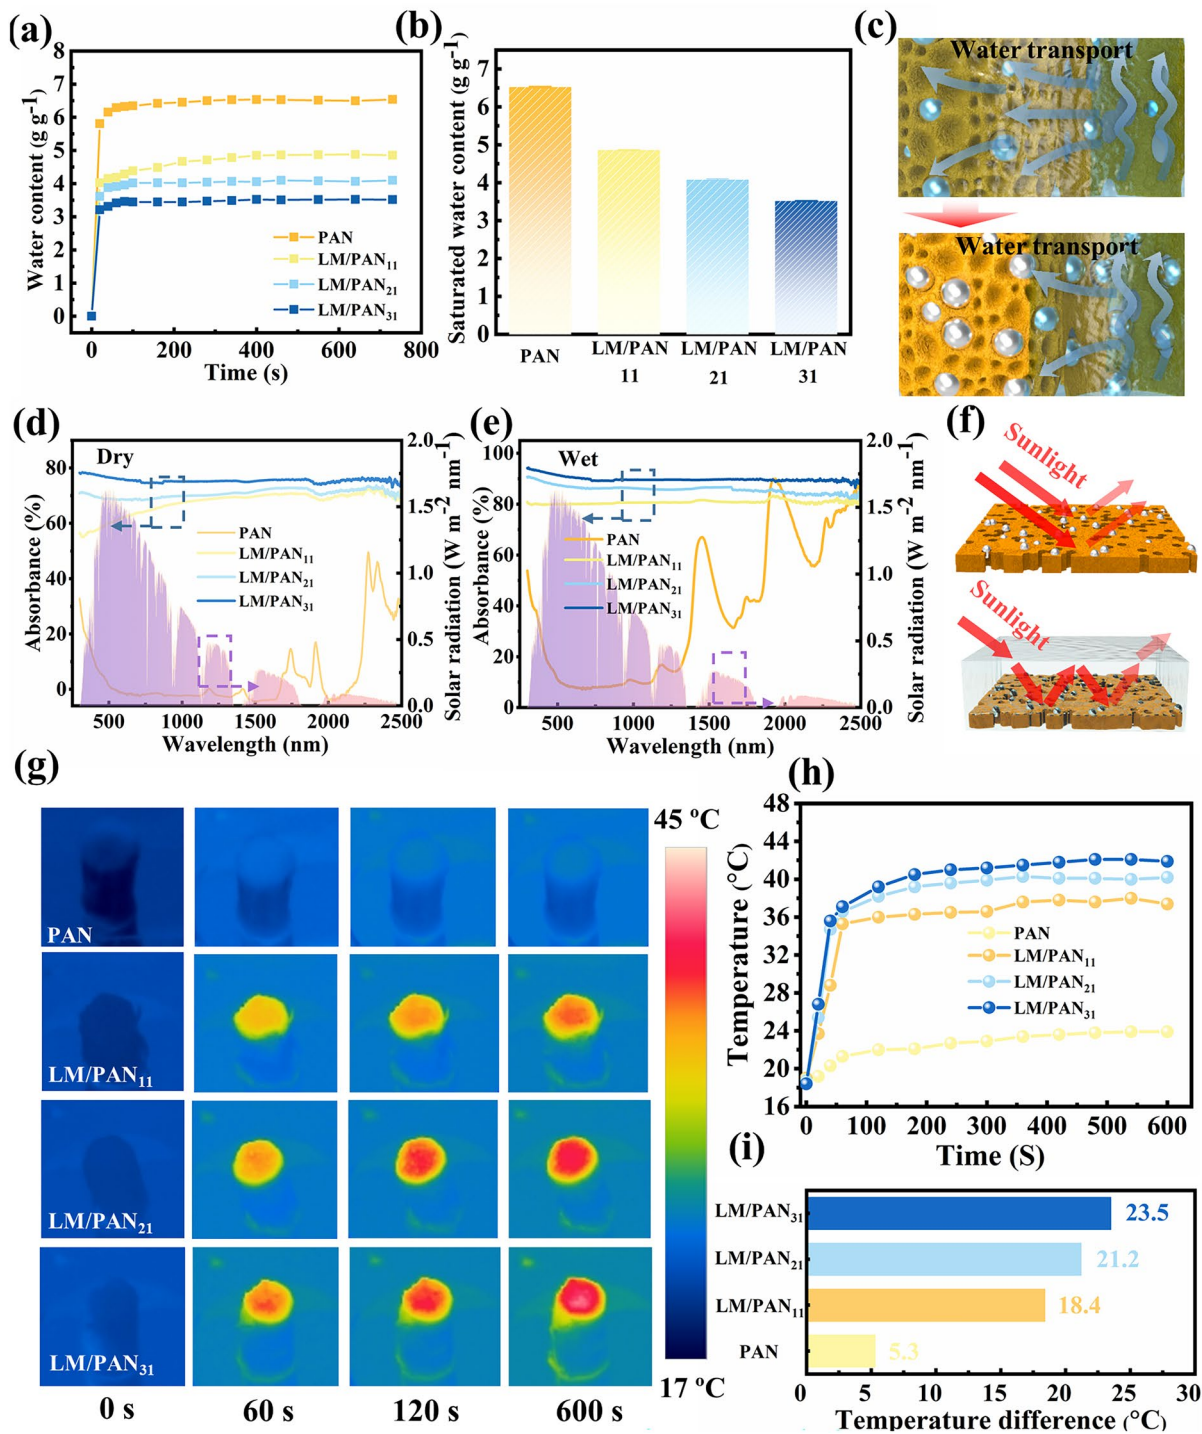 (a)
8
7
6
5
4
3
2
1
0
Water content (g g⁻¹)
PAN
LM/PAN₁₁
LM/PAN₂₁
LM/PAN₃₁
0 200 400 600 800
Time (s)
(b)
8
7
6
5
4
3
2
1
0
Saturated water content (g g⁻¹)
PAN
LM/PAN
11
LM/PAN
21
LM/PAN
31
(c)
Water transport
Water transport
(d)
Dry
80
60
40
20
0
Absorbance (%)
PAN
LM/PAN₁₁
LM/PAN₂₁
LM/PAN₃₁
2.0
1.5
1.0
0.5
0.0
Solar radiation (W m⁻² nm⁻¹)
500 1000 1500 2000 2500
Wavelength (nm)
(e)
Wet
100
80
60
40
20
0
Absorbance (%)
PAN
LM/PAN₁₁
LM/PAN₂₁
LM/PAN₃₁
2.0
1.5
1.0
0.5
0.0
Solar radiation (W m⁻² nm⁻¹)
500 1000 1500 2000 2500
Wavelength (nm)
(f)
Sunlight
Sunlight
(g)
PAN
LM/PAN₁₁
LM/PAN₂₁
LM/PAN₃₁
0 s 60 s 120 s 600 s
45 ºC
17 ºC
(h)
48
44
40
36
32
28
24
20
16
Temperature (°C)
PAN
LM/PAN₁₁
LM/PAN₂₁
LM/PAN₃₁
0 100 200 300 400 500 600
Time (S)
(i)
LM/PAN₃₁ 23.5
LM/PAN₂₁ 21.2
LM/PAN₁₁ 18.4
PAN 5.3
0 5 10 15 20 25 30
Temperature difference (°C)